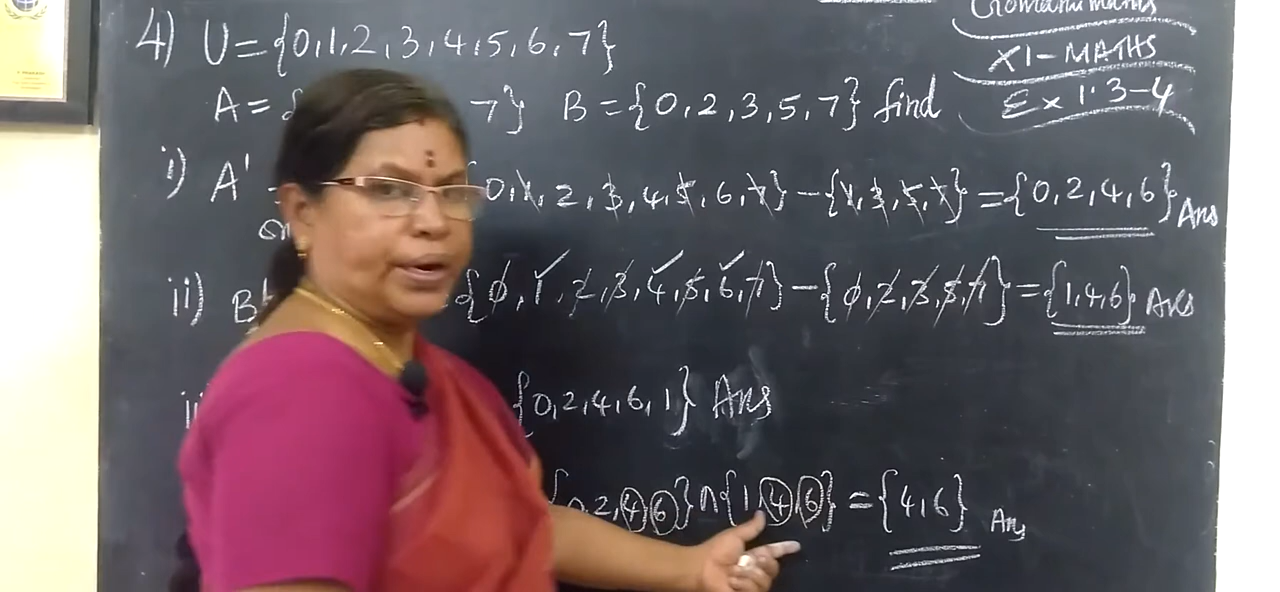 XI-MATHS
Ex 1.3-4
4) U={0,1,2,3,4,5,6,7}
A={ 7} B={0,2,3,5,7} find
i) A' 0,1,2,3,4,5,6,7}-{1,3,5,7}={0,2,4,6} Ans
ii) B' {0,1,2,3,4,5,6,7}-{0,2,3,5,7}={1,4,6} Ans
{0,2,4,6,1} Ans
{0,2,4,6}∩{1,4,6}={4,6} Ans